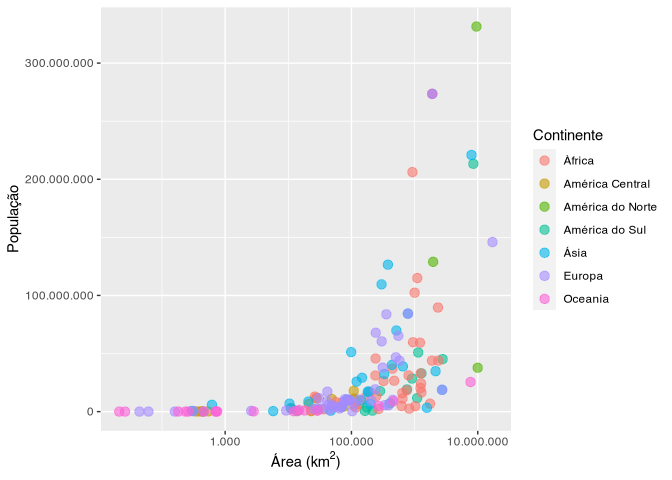 300.000.000
200.000.000
100.000.000
0
População
1.000
100.000
10.000.000
Área (km²)
Continente
Àfrica
América Central
América do Norte
América do Sul
Ásia
Europa
Oceania